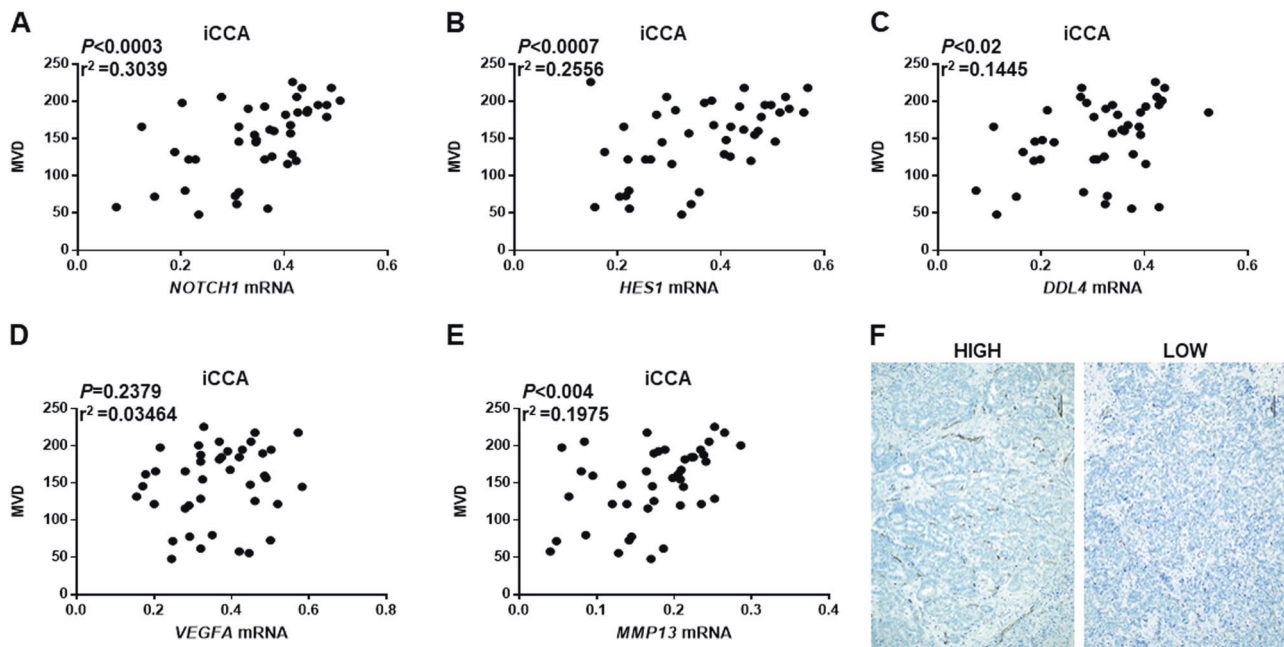 A
iCCA
P<0.0003
r² =0.3039
250
200
150
100
50
0
MVD
0.0 0.2 0.4 0.6
NOTCH1 mRNA
B
iCCA
P<0.0007
r² =0.2556
250
200
150
100
50
0
MVD
0.0 0.2 0.4 0.6
HES1 mRNA
C
iCCA
P<0.02
r² =0.1445
250
200
150
100
50
0
MVD
0.0 0.2 0.4 0.6
DDL4 mRNA
D
iCCA
P=0.2379
r² =0.03464
250
200
150
100
50
0
MVD
0.0 0.2 0.4 0.6 0.8
VEGFA mRNA
E
iCCA
P<0.004
r² =0.1975
250
200
150
100
50
0
MVD
0.0 0.1 0.2 0.3 0.4
MMP13 mRNA
F
HIGH LOW